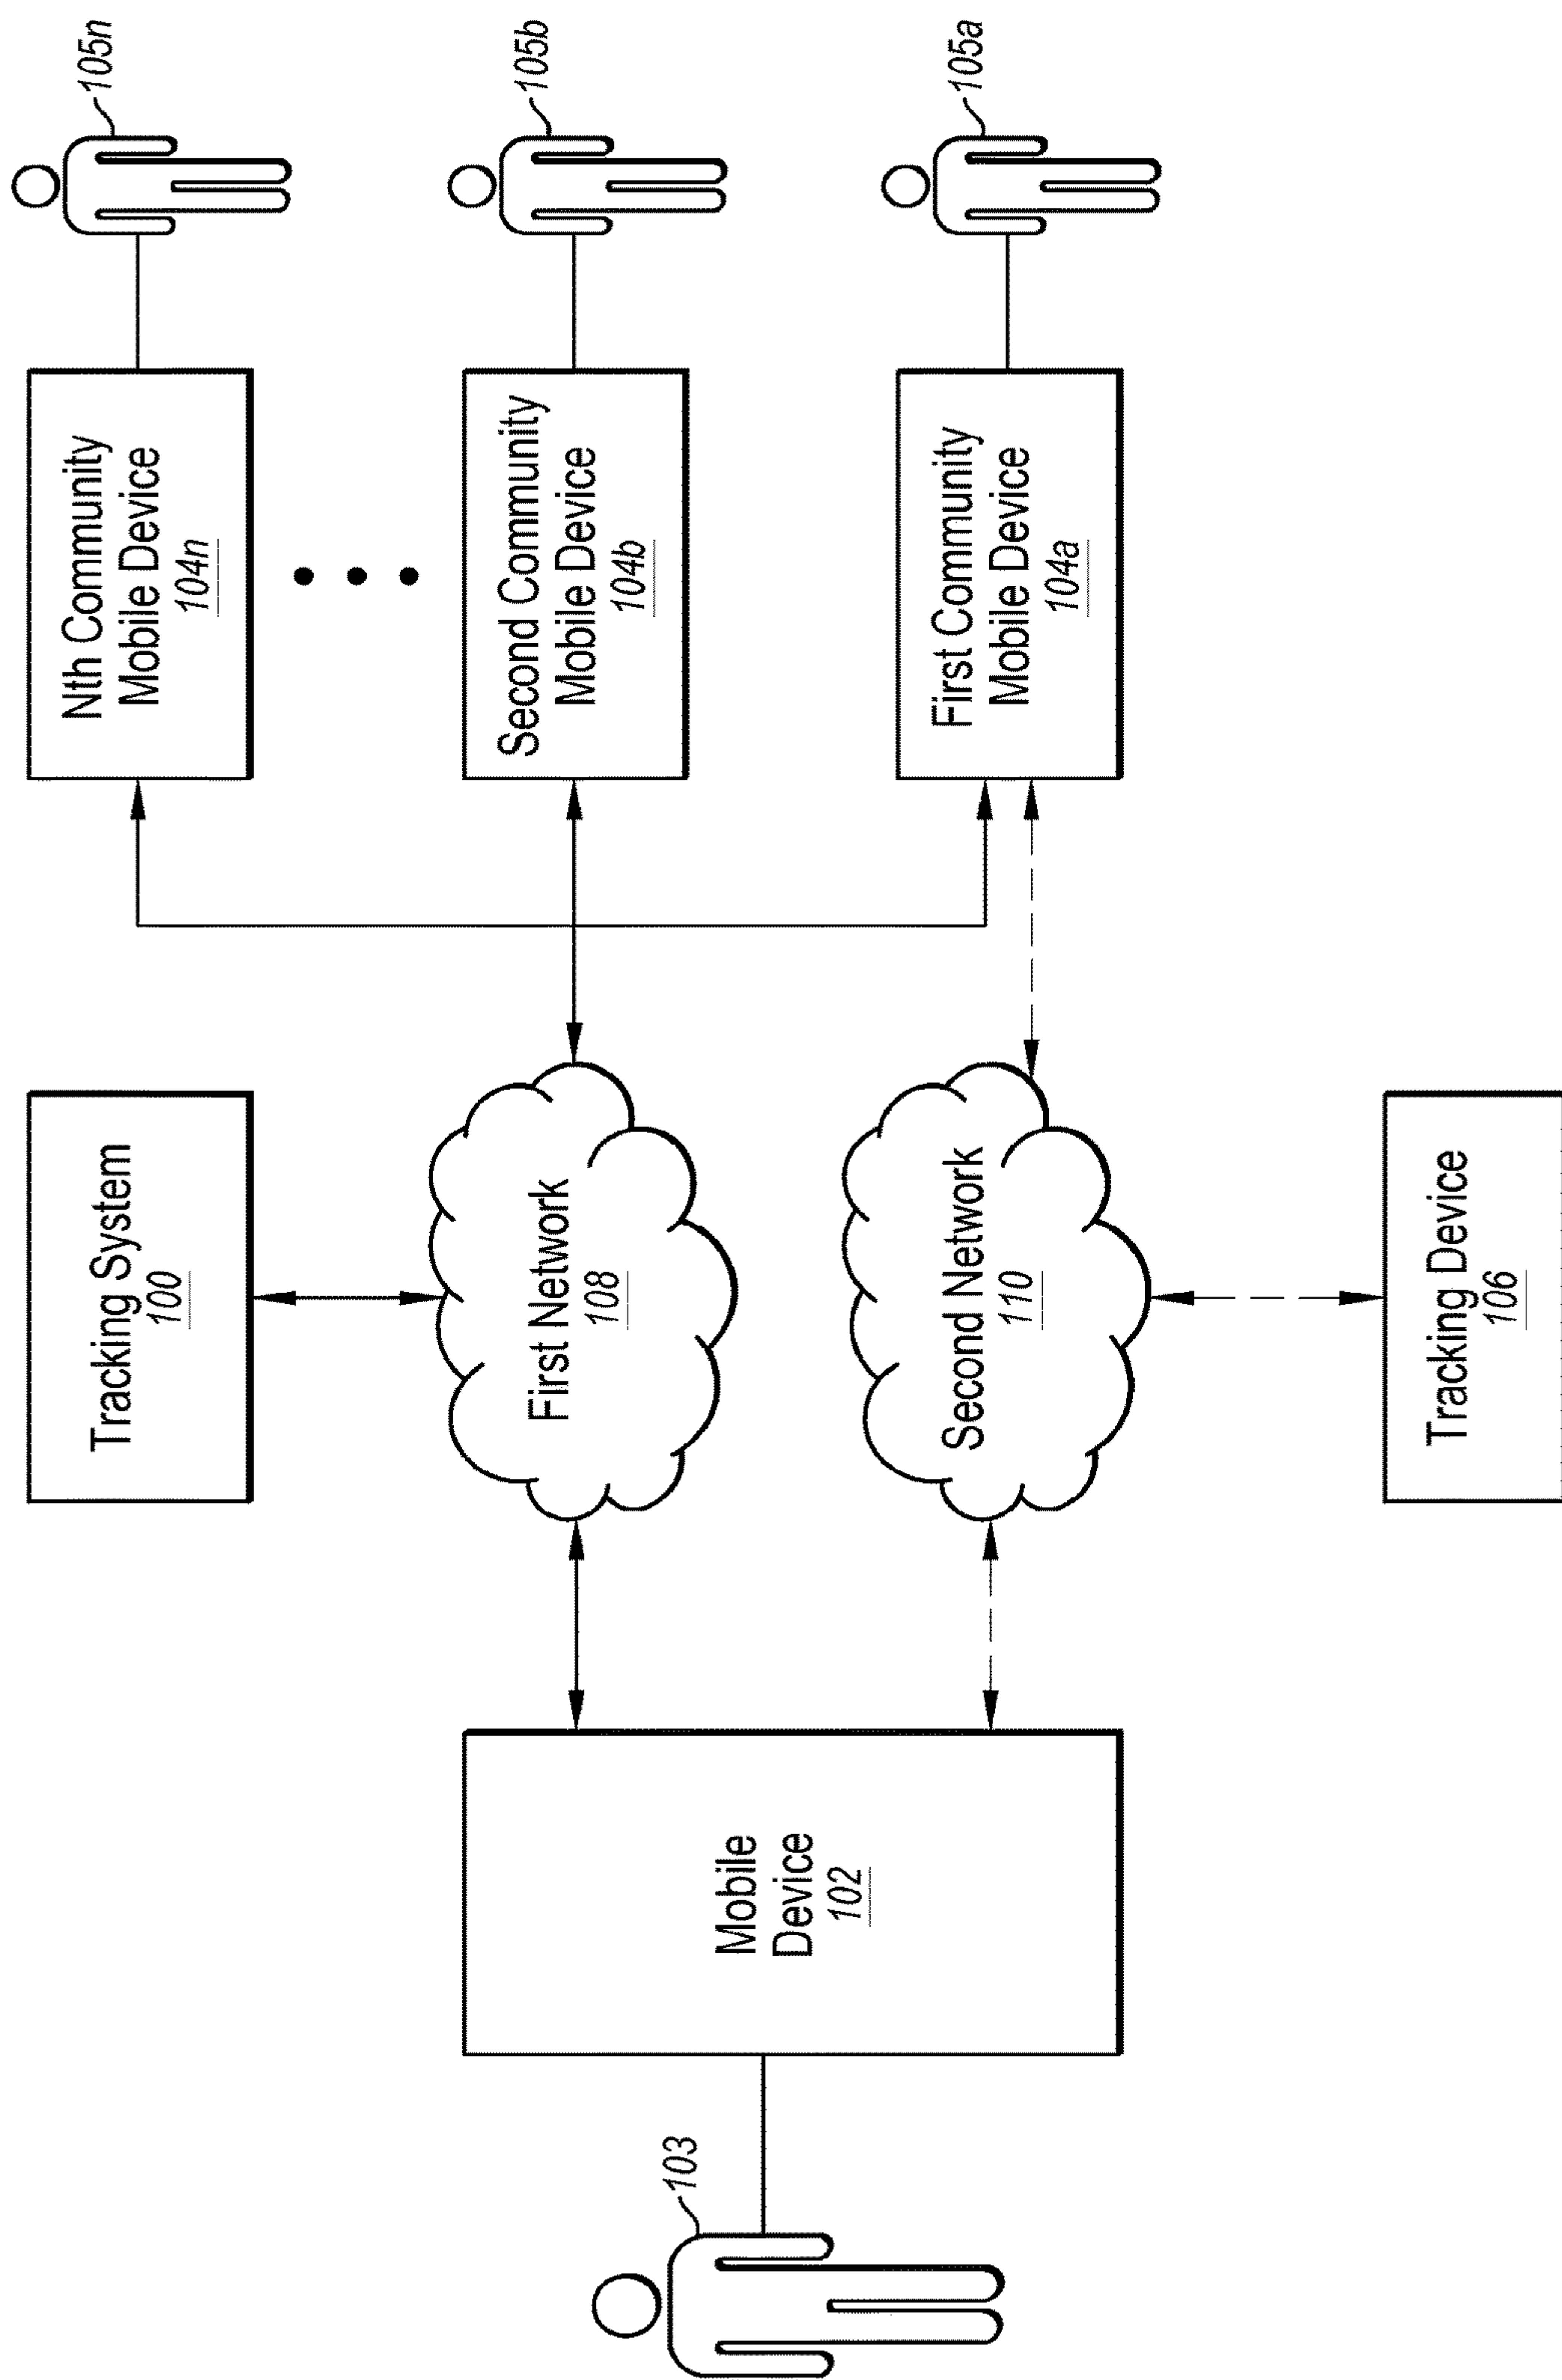 Tracking System
100
Nth Community
Mobile Device
104n
105n
103
Mobile
Device
102
First Network
108
Second Community
Mobile Device
104b
105b
Second Network
110
First Community
Mobile Device
104a
105a
Tracking Device
106